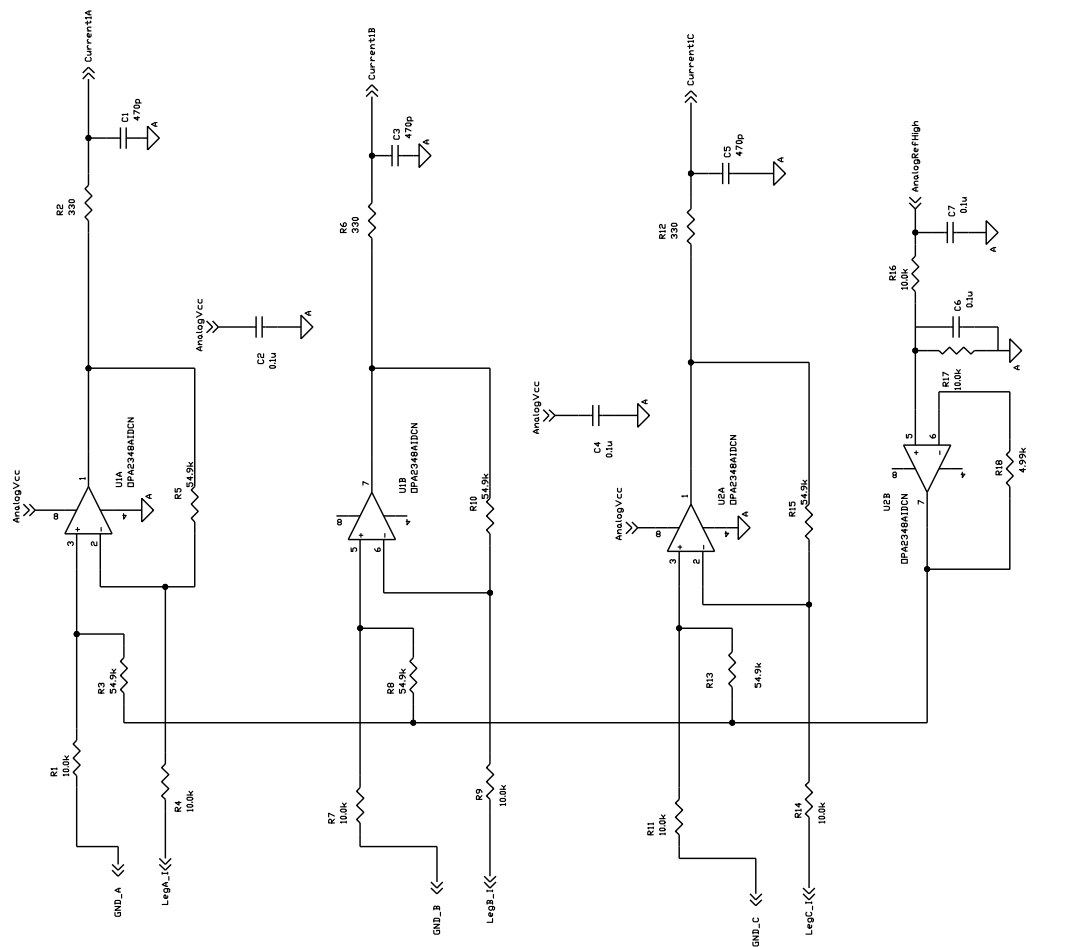 Current1A
C1
470p
A
R2
330
AnalogVcc
C2
0.1u
A
AnalogVcc
U1A
OPA2348AIDCN
1
8
4
A
3
2
+
-
R5
54.9k
R3
54.9k
R1
10.0k
R4
10.0k
GND_A
LegA_I
Current1B
C3
470p
A
R6
330
U1B
OPA2348AIDCN
7
8
4
5
6
+
-
R10
54.9k
R8
54.9k
R7
10.0k
R9
10.0k
GND_B
LegB_I
Current1C
C5
470p
A
R12
330
AnalogVcc
C4
0.1u
A
AnalogVcc
U2A
OPA2348AIDCN
1
8
4
A
3
2
+
-
R15
54.9k
R13
54.9k
R11
10.0k
R14
10.0k
GND_C
LegC_I
AnalogRefHigh
C7
0.1u
A
R16
10.0k
C6
0.1u
A
R17
10.0k
5
6
+
-
8
4
7
U2B
OPA2348AIDCN
R18
4.99k